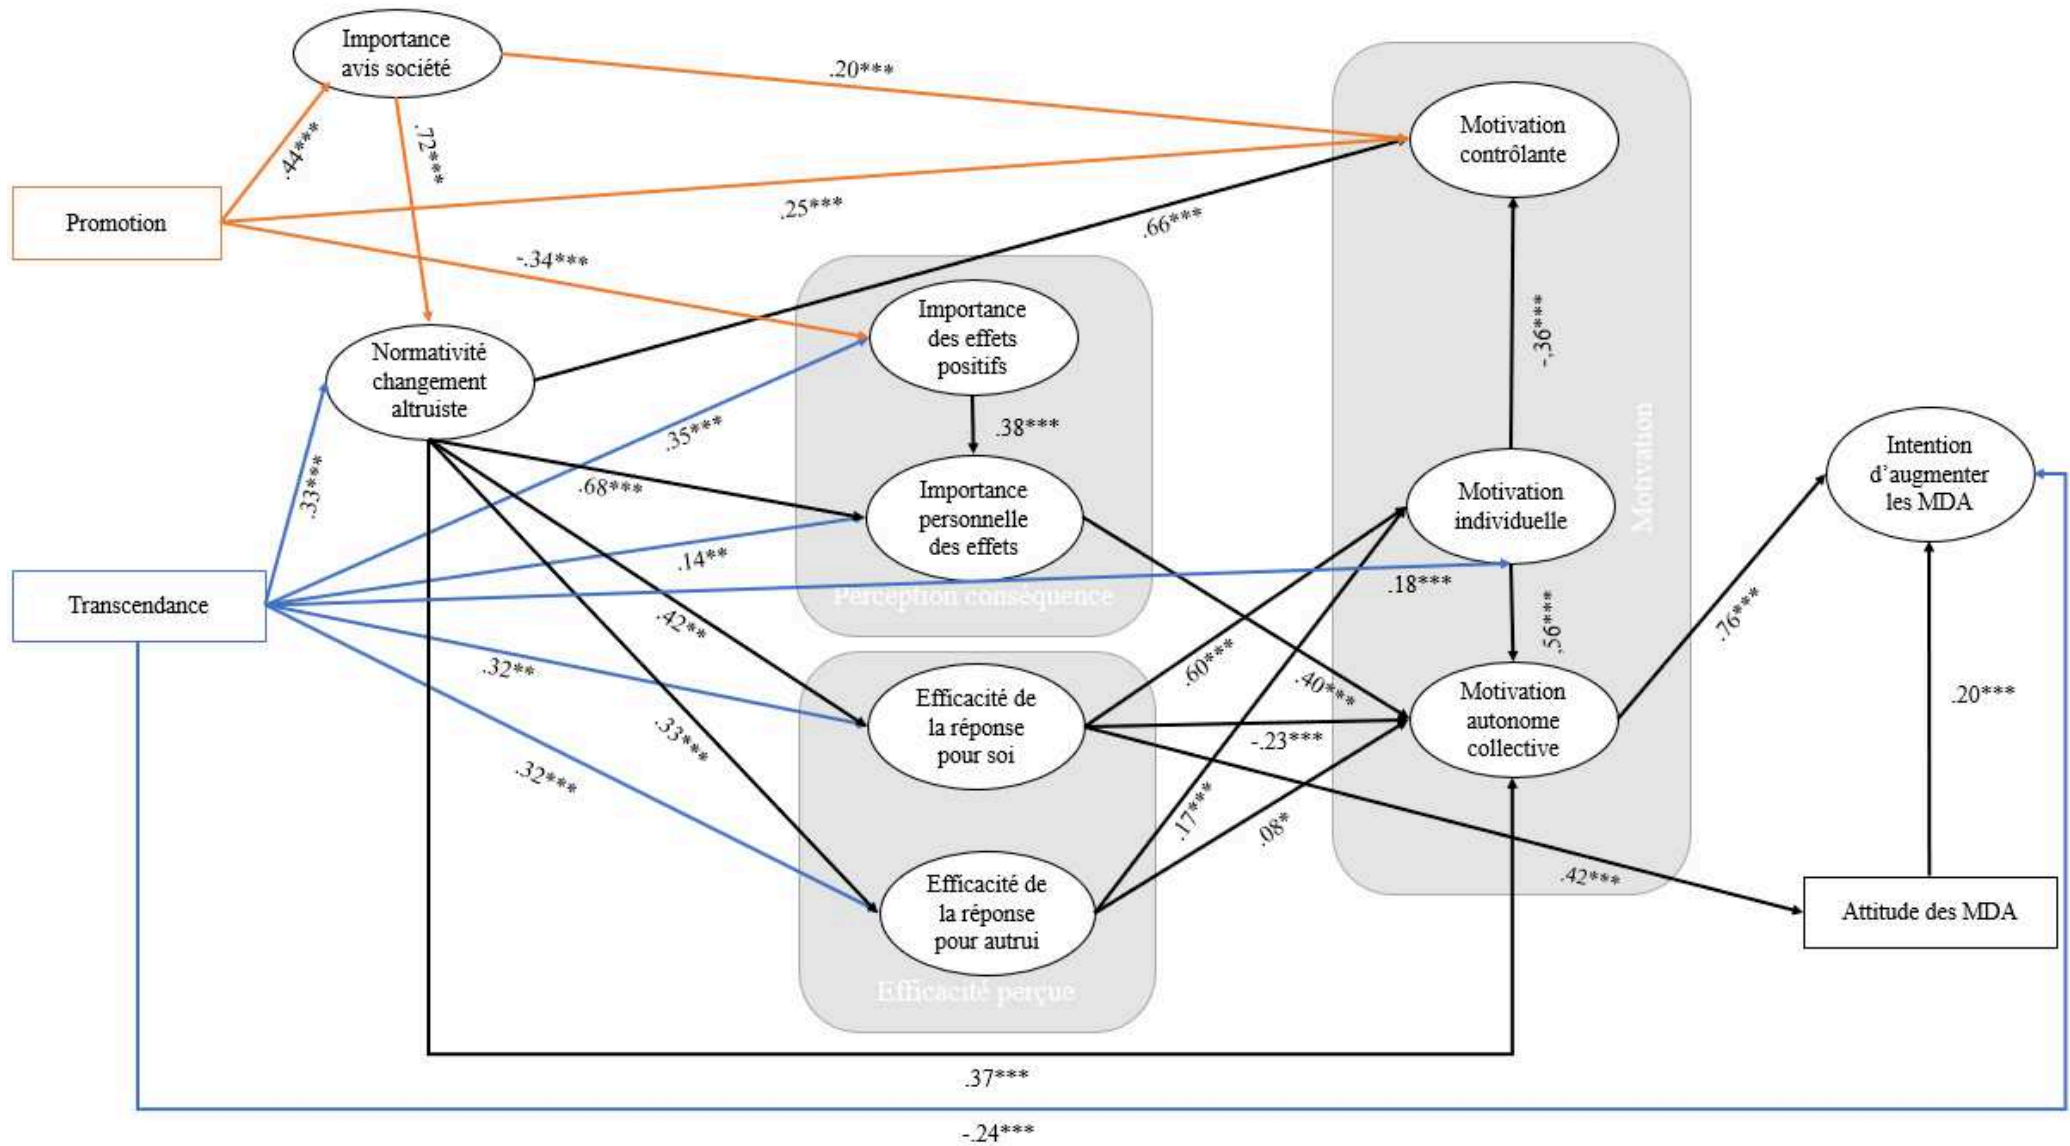 Importance
avis société
.20***
Motivation
contrôlante
.44***
.72***
Promotion
.25***
.66***
-.34***
Importance
des effets
positifs
-,36***
Normativité
changement
altruiste
.35***
.38***
Motivation
Intention
d'augmenter
les MDA
.33***
.68***
Importance
personnelle
des effets
Motivation
individuelle
.14**
.18***
Transcendance
Perception conséquence
.42**
.56***
.76***
.32**
.60***
.40***
Efficacité de
la réponse
pour soi
Motivation
autonome
collective
.20***
.33***
-.23***
.32***
.17***
.08*
.42***
Efficacité de
la réponse
pour autrui
Attitude des MDA
Efficacité perçue
.37***
-.24***